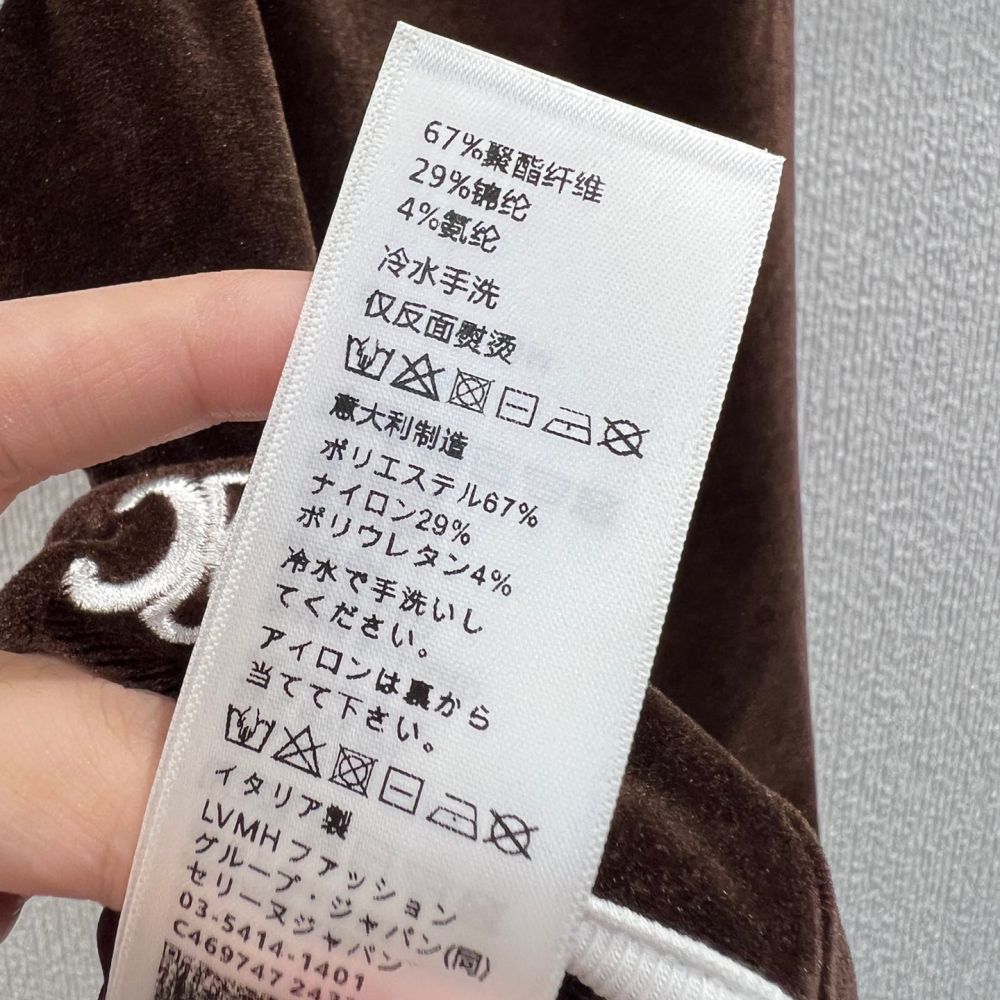 67%聚酯纤维
29%锦纶
4%氨纶
冷水手洗
仅反面熨烫
意大利制造
ポリエステル67%
ナイロン29%
ポリウレタン4%
冷水で手洗いし
てください。
アイロンは裏から
当てて下さい。
イタリア製
LVMH ファッション
グループ・ジャパン(同)
セリーヌジャパン
03-5414-1401
C469747